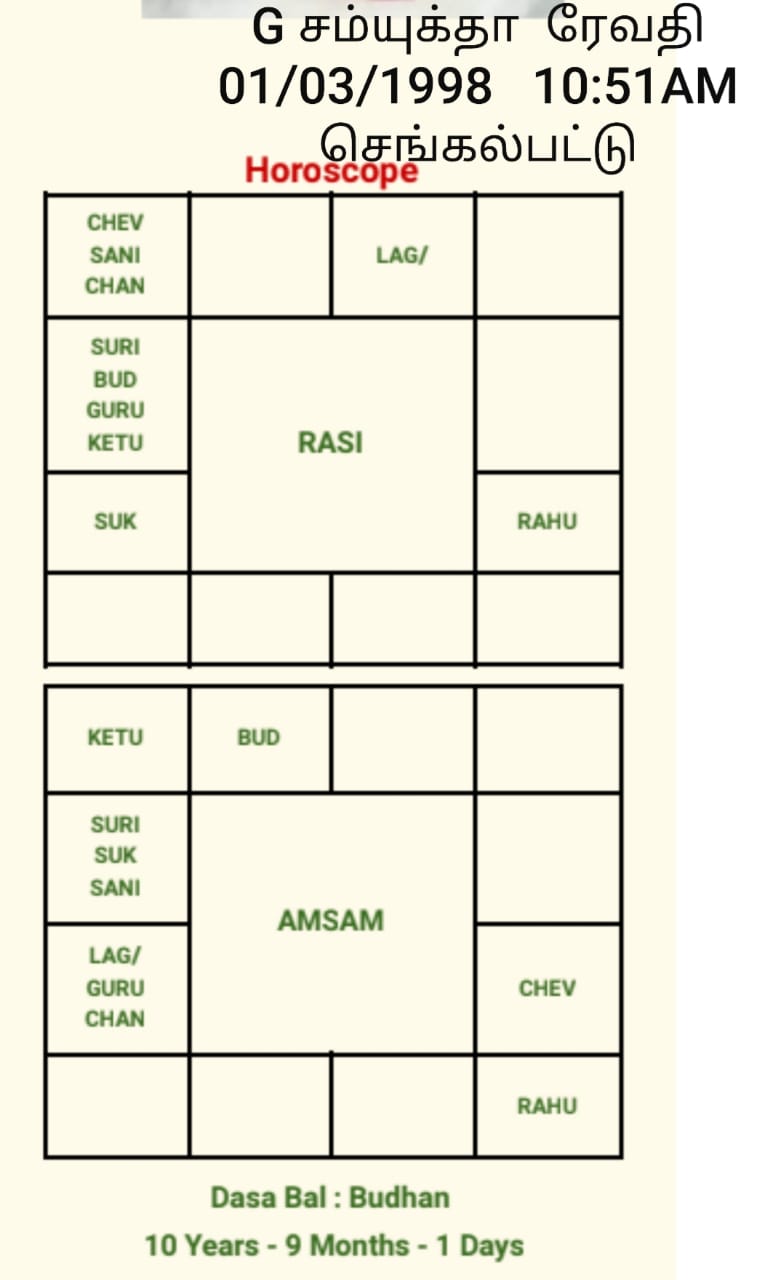 G சம்யுக்தா ரேவதி
01/03/1998 10:51AM
செங்கல்பட்டு
Horoscope
CHEV
SANI
CHAN
LAG/
SURI
BUD
GURU
KETU
RASI
SUK
RAHU
KETU
BUD
SURI
SUK
SANI
AMSAM
LAG/
GURU
CHAN
CHEV
RAHU
Dasa Bal : Budhan
10 Years - 9 Months - 1 Days